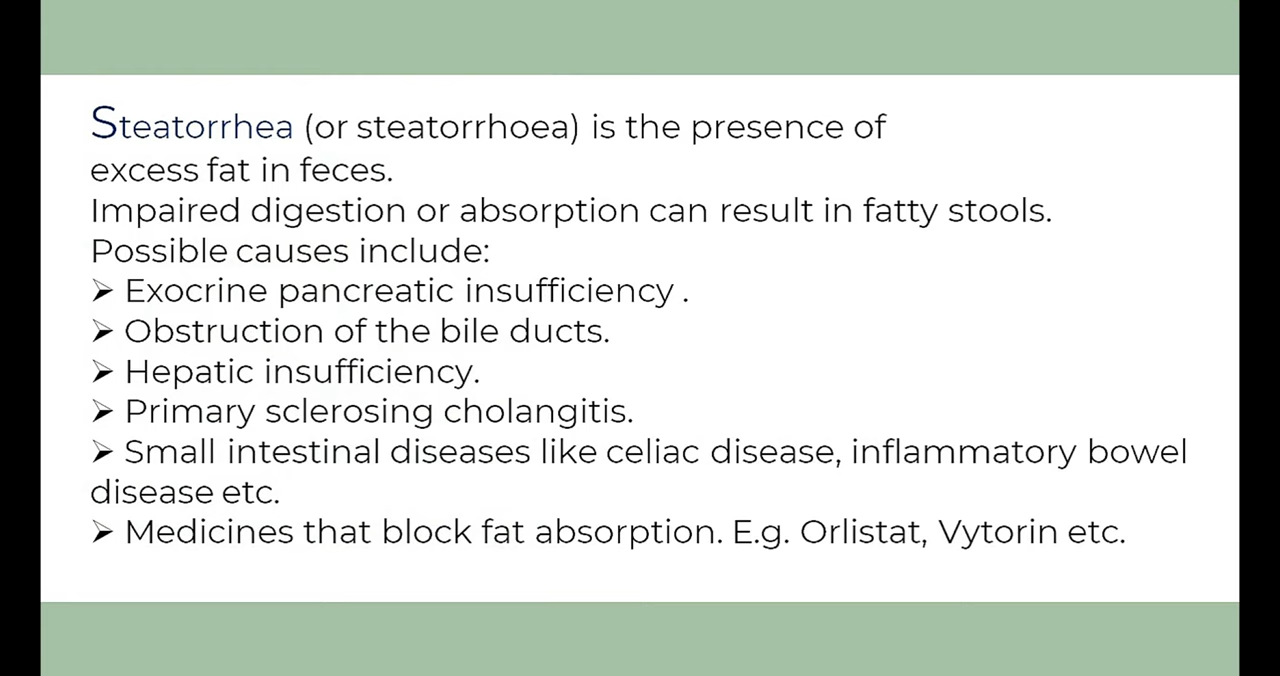 Steatorrhea (or steatorrhoea) is the presence of
excess fat in feces.
Impaired digestion or absorption can result in fatty stools.
Possible causes include:
➢ Exocrine pancreatic insufficiency .
➢ Obstruction of the bile ducts.
➢ Hepatic insufficiency.
➢ Primary sclerosing cholangitis.
➢ Small intestinal diseases like celiac disease, inflammatory bowel
disease etc.
➢ Medicines that block fat absorption. E.g. Orlistat, Vytorin etc.